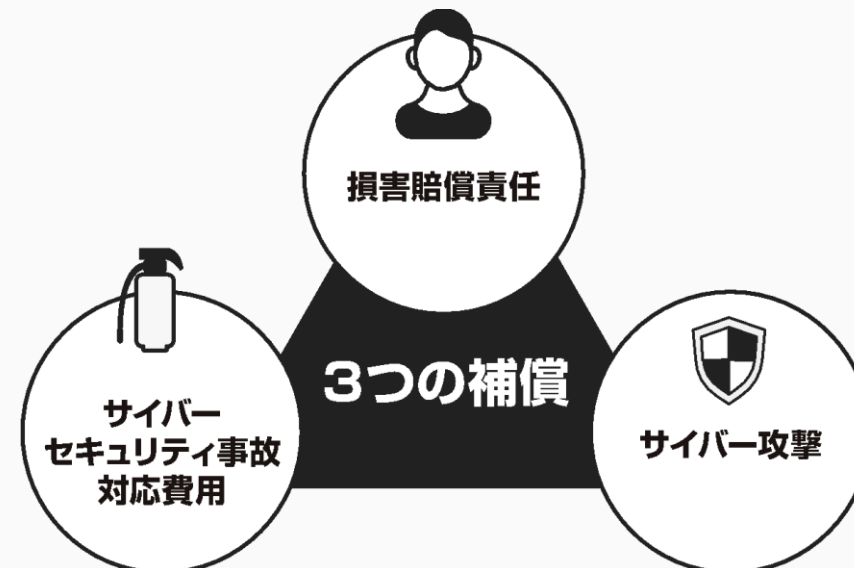 損害賠償責任
3つの補償
サイバー
セキュリティ事故
対応費用
サイバー攻撃